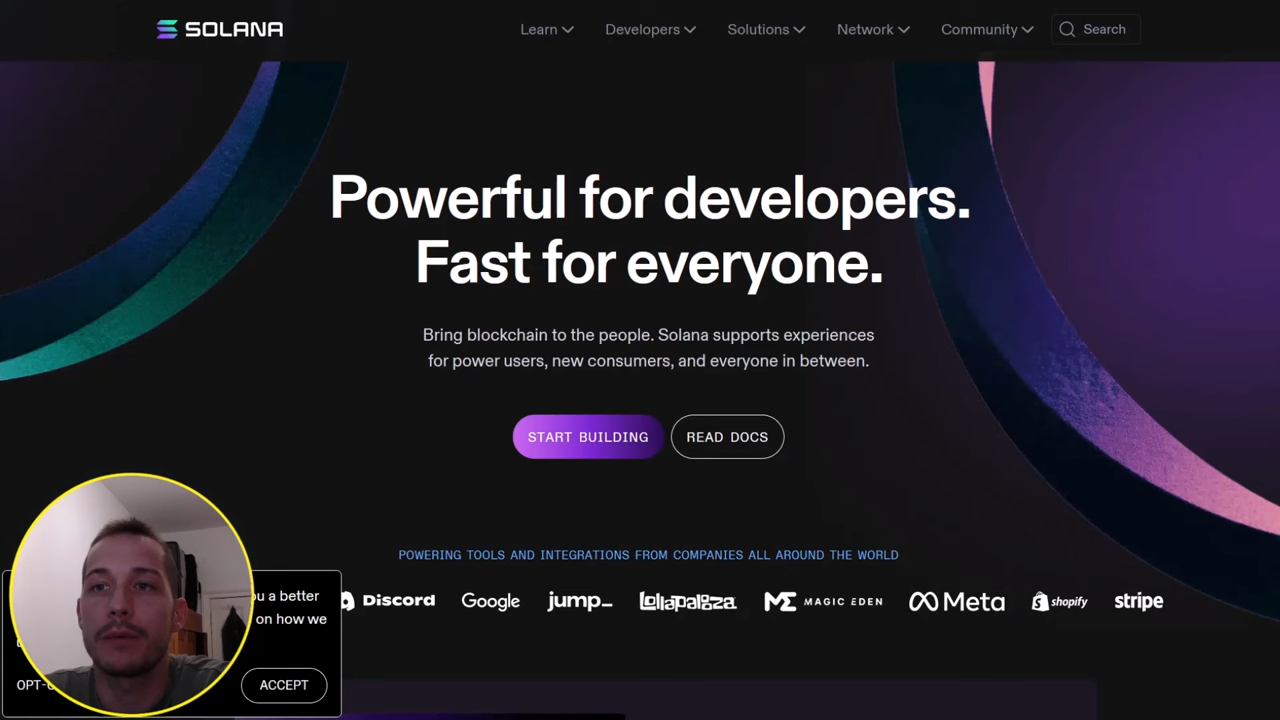 SOLANA
Learn
Developers
Solutions
Network
Community
Search
Powerful for developers.
Fast for everyone.
Bring blockchain to the people. Solana supports experiences
for power users, new consumers, and everyone in between.
START BUILDING
READ DOCS
POWERING TOOLS AND INTEGRATIONS FROM COMPANIES ALL AROUND THE WORLD
Discord
Google
jump_
Lollapalooza
MAGIC EDEN
Meta
shopify
stripe
a better
on how we
ACCEPT